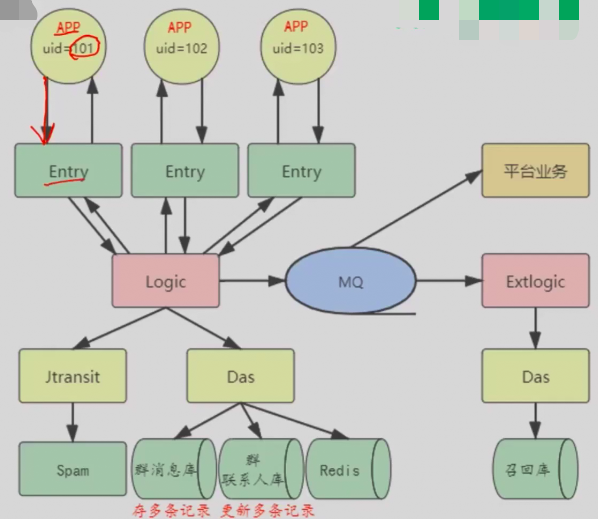 APP
uid=101
APP
uid=102
APP
uid=103
Entry
Entry
Entry
平台业务
Logic
MQ
Extlogic
Jtransit
Das
Das
Spam
群消息库
群
联系人库
Redis
召回库
存多条记录
更新多条记录